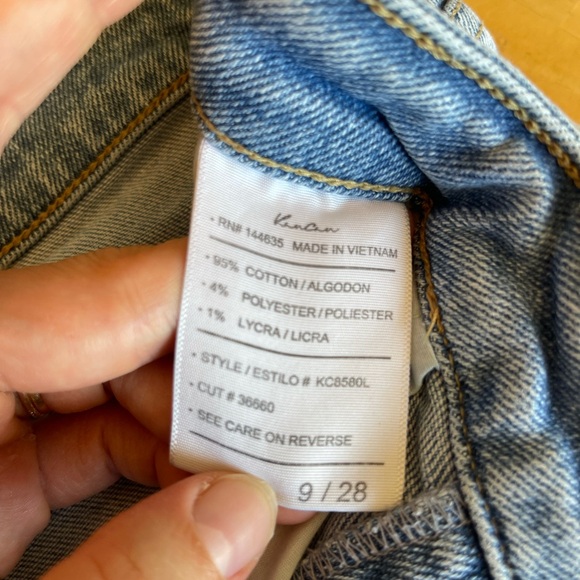 KanCan
- RN# 144635 MADE IN VIETNAM
- 95% COTTON / ALGODON
- 4% POLYESTER / POLIESTER
- 1% LYCRA / LICRA
- STYLE / ESTILO # KC8580L
- CUT # 36660
- SEE CARE ON REVERSE
9 / 28